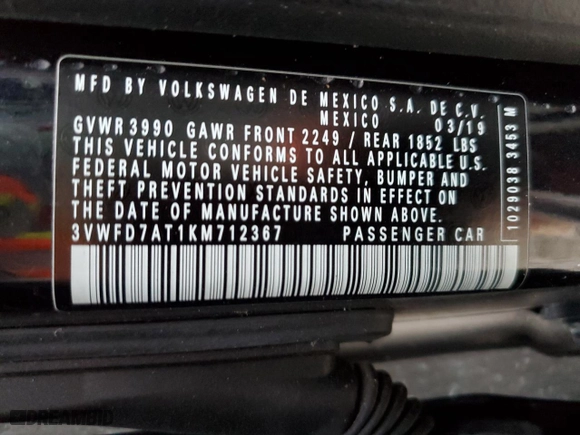 MFD BY VOLKSWAGEN DE MEXICO S.A. DE C.V.
MEXICO 03/19
GVWR 3990 GAWR FRONT 2249 / REAR 1852 LBS
THIS VEHICLE CONFORMS TO ALL APPLICABLE U.S.
FEDERAL MOTOR VEHICLE SAFETY, BUMPER AND
THEFT PREVENTION STANDARDS IN EFFECT ON
THE DATE OF MANUFACTURE SHOWN ABOVE.
3VWFD7AT1KM712367 PASSENGER CAR
1029038 3463 M